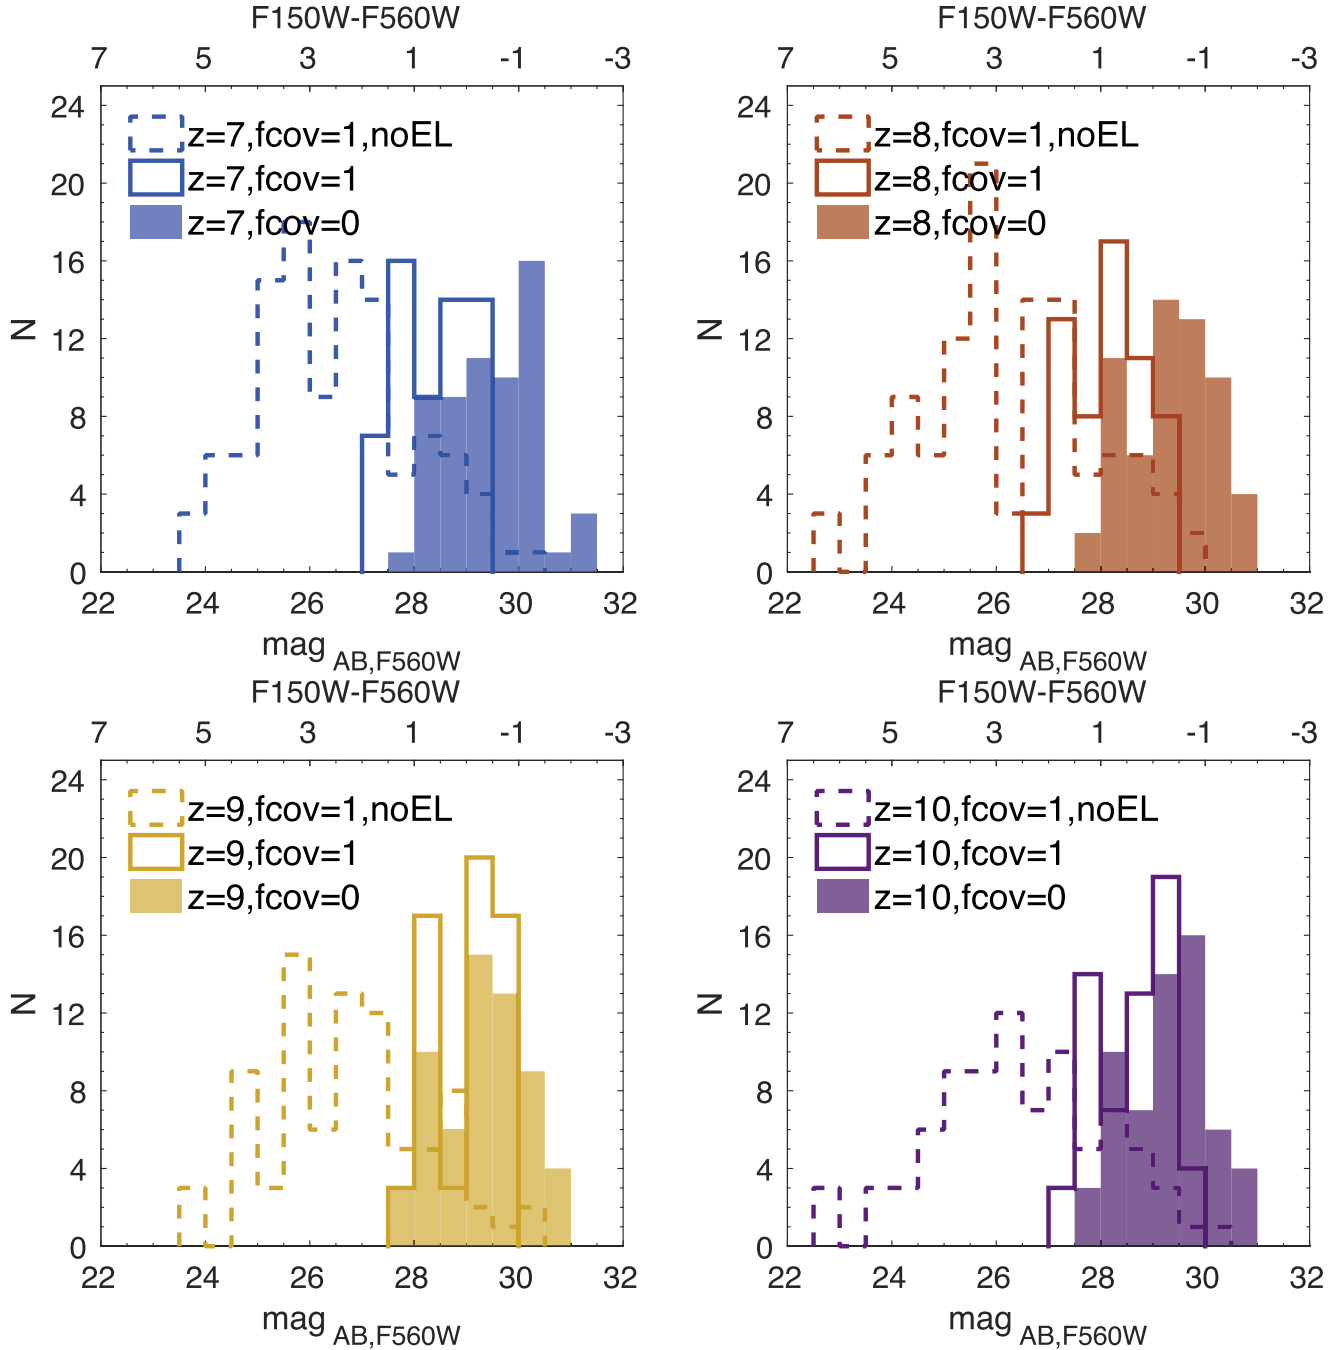 F150W-F560W
7 5 3 1 -1 -3
24
20
16
12
8
4
0
N
z=7,fcov=1,noEL
z=7,fcov=1
z=7,fcov=0
22 24 26 28 30 32
mag AB,F560W
F150W-F560W
7 5 3 1 -1 -3
24
20
16
12
8
4
0
N
z=8,fcov=1,noEL
z=8,fcov=1
z=8,fcov=0
22 24 26 28 30 32
mag AB,F560W
F150W-F560W
7 5 3 1 -1 -3
24
20
16
12
8
4
0
N
z=9,fcov=1,noEL
z=9,fcov=1
z=9,fcov=0
22 24 26 28 30 32
mag AB,F560W
F150W-F560W
7 5 3 1 -1 -3
24
20
16
12
8
4
0
N
z=10,fcov=1,noEL
z=10,fcov=1
z=10,fcov=0
22 24 26 28 30 32
mag AB,F560W